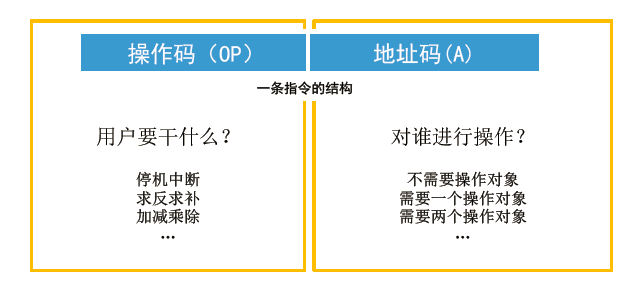 操作码（OP） 地址码(A)
一条指令的结构
用户要干什么？
停机中断
求反求补
加减乘除
...
对谁进行操作？
不需要操作对象
需要一个操作对象
需要两个操作对象
...